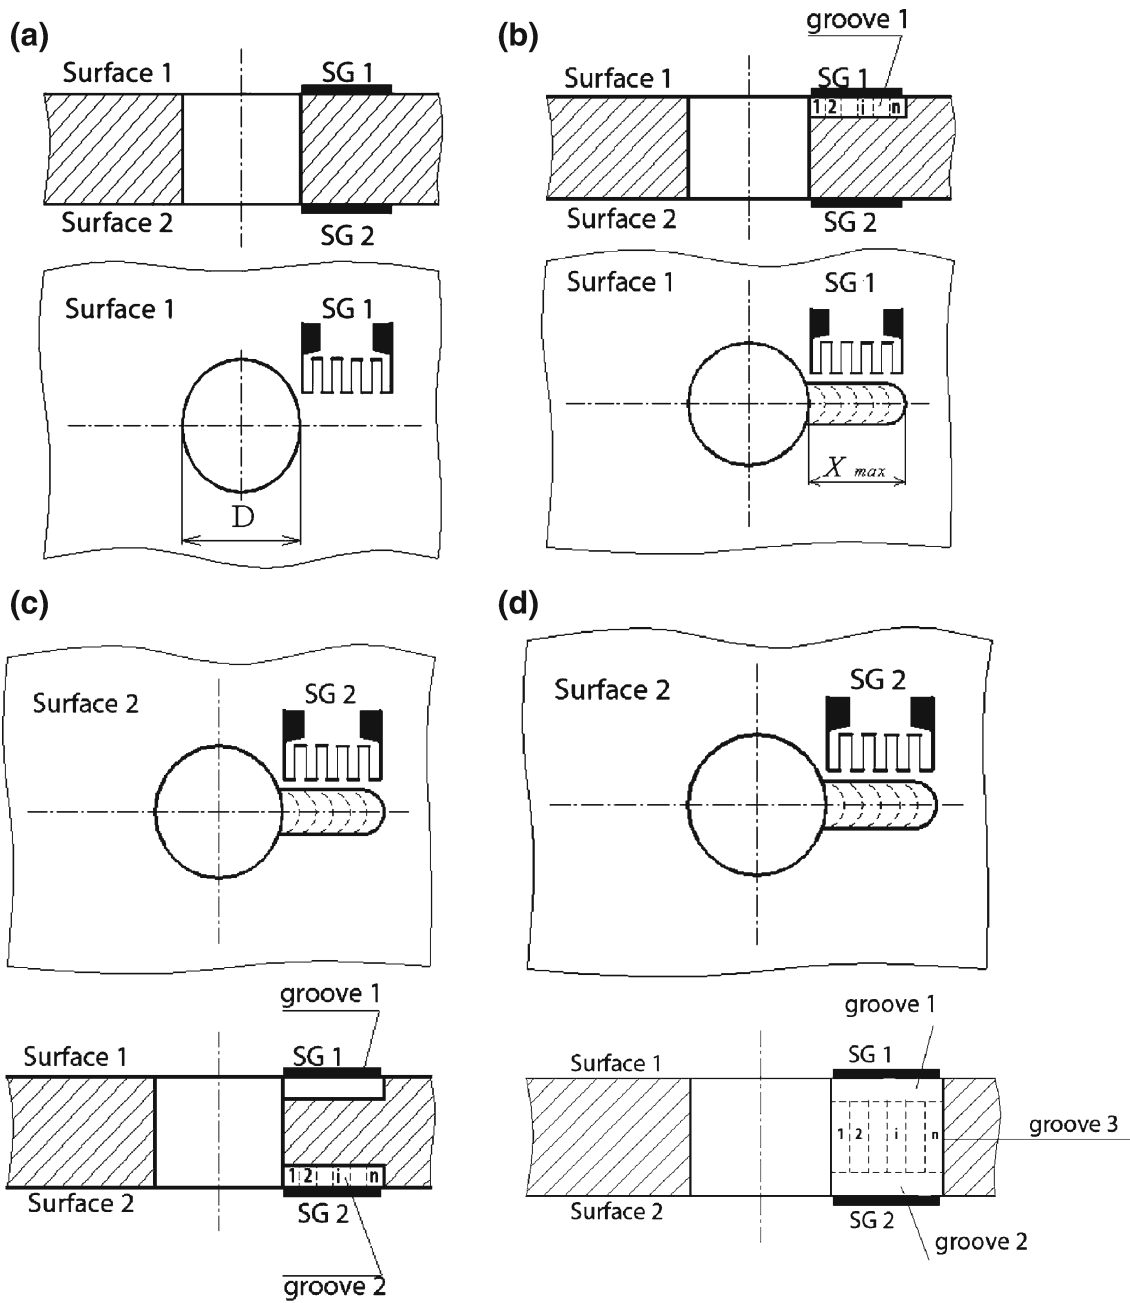 (a)
Surface 1
SG 1
Surface 2
SG 2
Surface 1
SG 1
D
(b)
groove 1
Surface 1
SG 1
1 2 i n
Surface 2
SG 2
Surface 1
SG 1
X max
(c)
Surface 2
SG 2
groove 1
Surface 1
SG 1
1 2 i n
Surface 2
SG 2
groove 2
(d)
Surface 2
SG 2
groove 1
Surface 1
SG 1
1 2 i n
groove 3
Surface 2
SG 2
groove 2